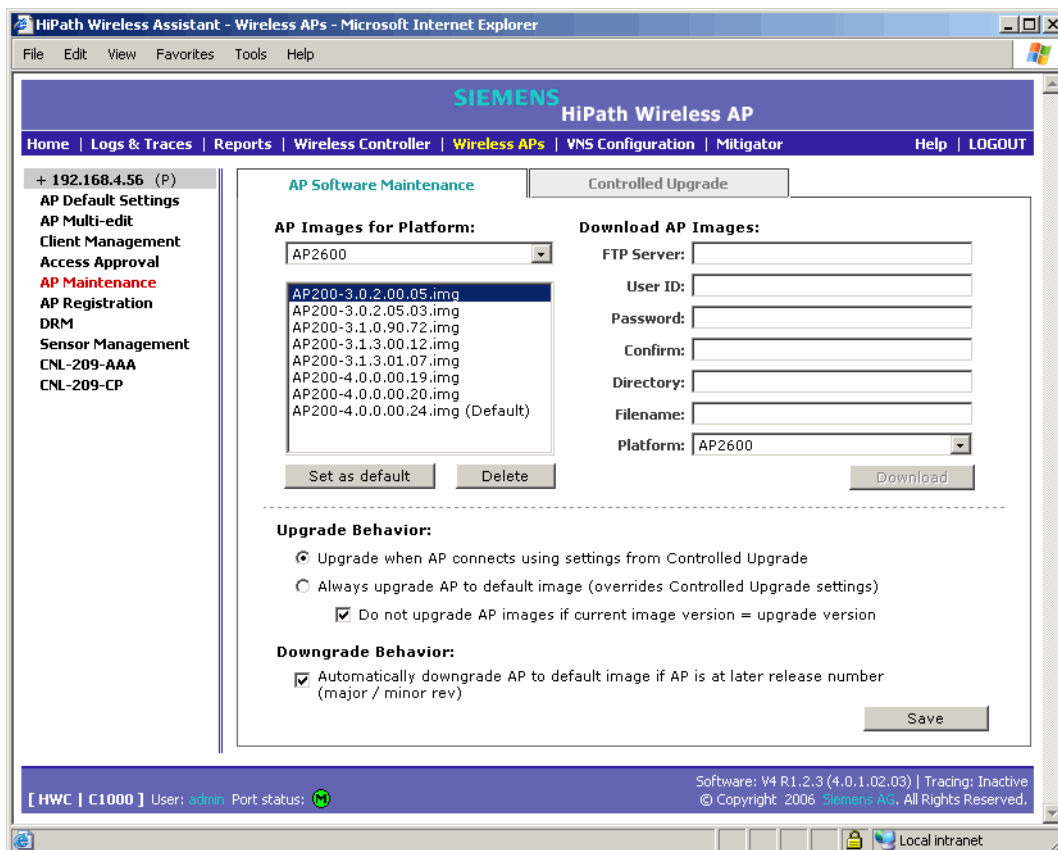 HiPath Wireless Assistant - Wireless APs - Microsoft Internet Explorer
File Edit View Favorites Tools Help
SIEMENS
HiPath Wireless AP
Home | Logs & Traces | Reports | Wireless Controller | Wireless APs | VNS Configuration | Mitigator Help | LOGOUT
+ 192.168.4.56 (P)
AP Default Settings
AP Multi-edit
Client Management
Access Approval
AP Maintenance
AP Registration
DRM
Sensor Management
CNL-209-AAA
CNL-209-CP
AP Software Maintenance
Controlled Upgrade
AP Images for Platform:
AP2600
AP200-3.0.2.00.05.img
AP200-3.0.2.05.03.img
AP200-3.1.0.90.72.img
AP200-3.1.3.00.12.img
AP200-3.1.3.01.07.img
AP200-4.0.0.00.19.img
AP200-4.0.0.00.20.img
AP200-4.0.0.00.24.img (Default)
Set as default Delete
Download AP Images:
FTP Server:
User ID:
Password:
Confirm:
Directory:
Filename:
Platform: AP2600
Download
Upgrade Behavior:
Upgrade when AP connects using settings from Controlled Upgrade
Always upgrade AP to default image (overrides Controlled Upgrade settings)
Do not upgrade AP images if current image version = upgrade version
Downgrade Behavior:
Automatically downgrade AP to default image if AP is at later release number
(major / minor rev)
Save
[ HWC | C1000 ] User: admin Port status: M
Software: V4 R1.2.3 (4.0.1.02.03) | Tracing: Inactive
© Copyright 2006 Siemens AG. All Rights Reserved.
Local intranet